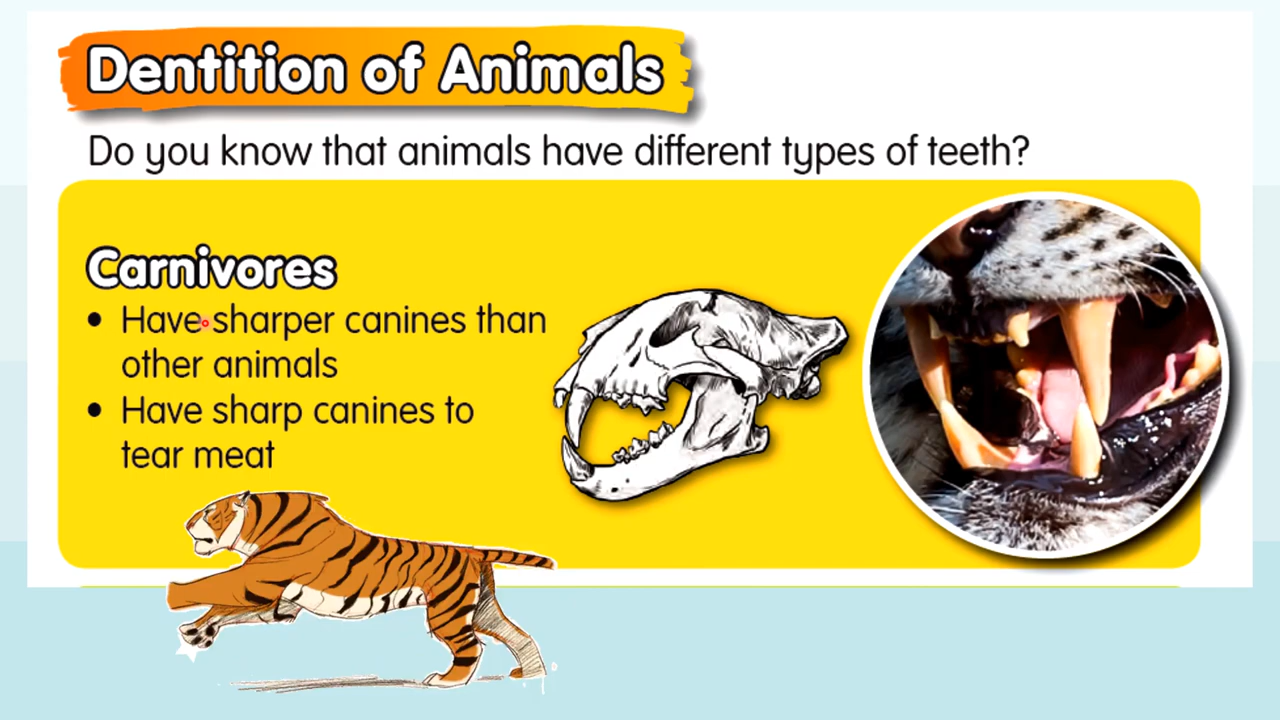 Dentition of Animals
Do you know that animals have different types of teeth?
Carnivores
• Have sharper canines than
other animals
• Have sharp canines to
tear meat